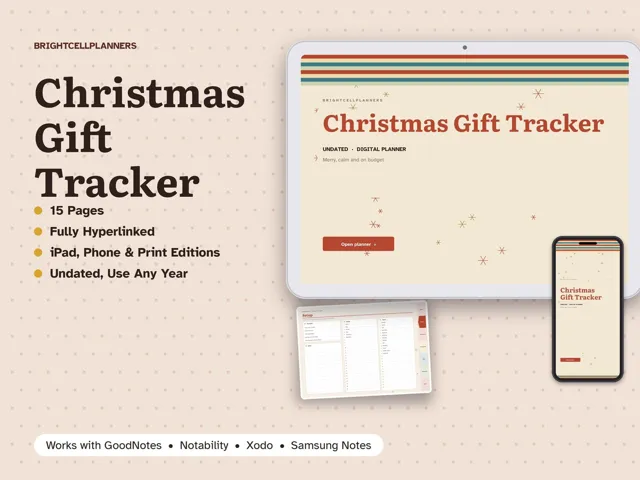 BRIGHTCELLPLANNERS
Christmas
Gift
Tracker
15 Pages
Fully Hyperlinked
iPad, Phone & Print Editions
Undated, Use Any Year
BRIGHTCELLPLANNERS
Christmas Gift Tracker
UNDATED · DIGITAL PLANNER
Merry, calm and on budget
Open planner ›
Christmas
Gift Tracker
Works with GoodNotes • Notability • Xodo • Samsung Notes